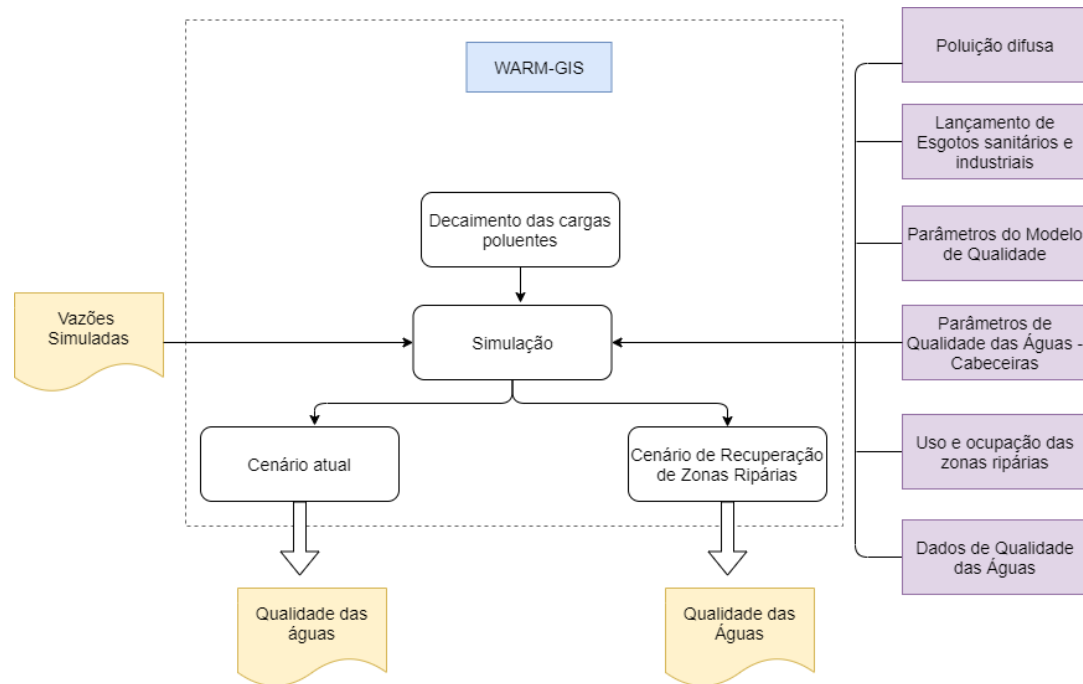 WARM-GIS
Poluição difusa
Lançamento de
Esgotos sanitários e
industriais
Decaimento das cargas
poluentes
Parâmetros do Modelo
de Qualidade
Vazões
Simuladas
Simulação
Parâmetros de
Qualidade das Águas -
Cabeceiras
Cenário atual
Cenário de Recuperação
de Zonas Ripárias
Uso e ocupação das
zonas ripárias
Dados de Qualidade
das Águas
Qualidade das
águas
Qualidade das
Águas